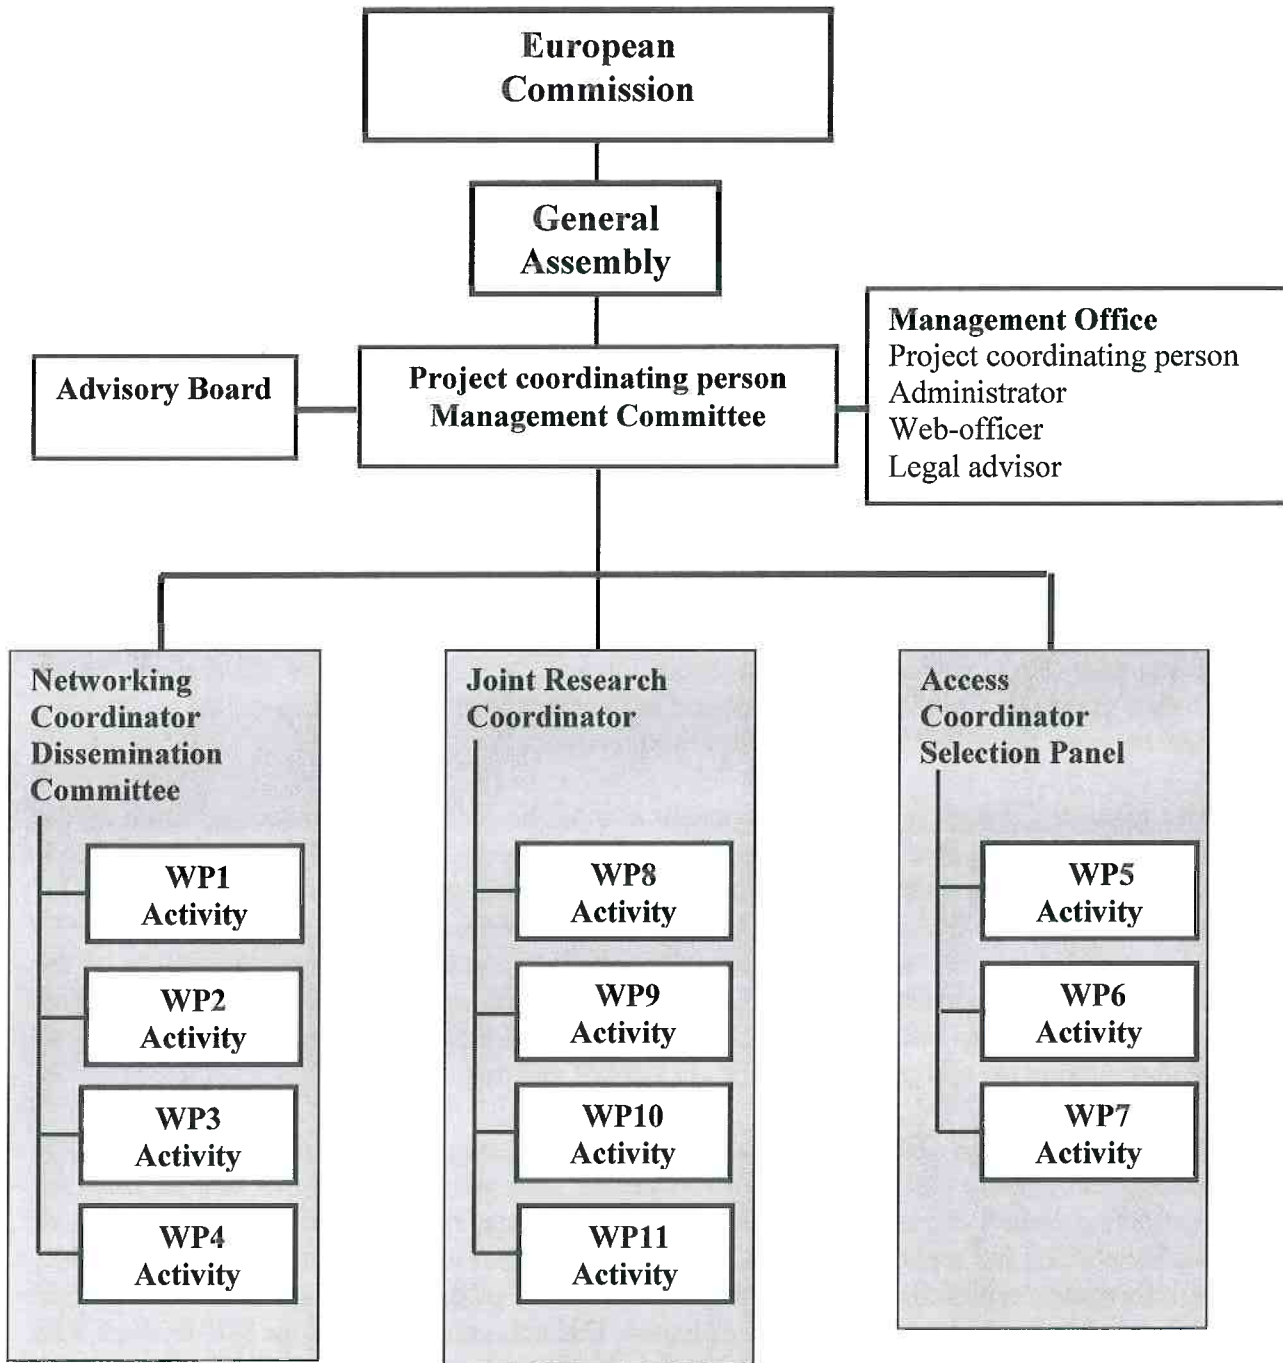 European
Commission
General
Assembly
Advisory Board
Project coordinating person
Management Committee
Management Office
Project coordinating person
Administrator
Web-officer
Legal advisor
Networking
Coordinator
Dissemination
Committee
WP1
Activity
WP2
Activity
WP3
Activity
WP4
Activity
Joint Research
Coordinator
WP8
Activity
WP9
Activity
WP10
Activity
WP11
Activity
Access
Coordinator
Selection Panel
WP5
Activity
WP6
Activity
WP7
Activity